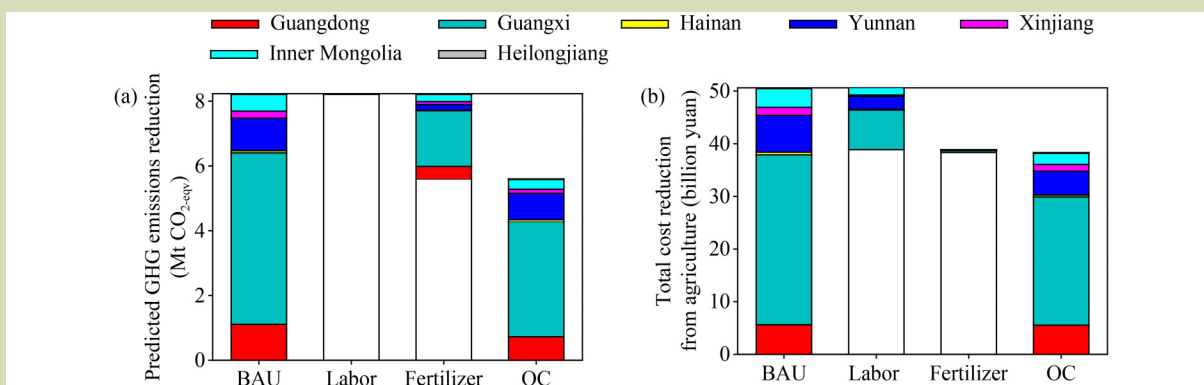 Guangdong Guangxi Hainan Yunnan Xinjiang
Inner Mongolia Heilongjiang
(a)
Predicted GHG emissions reduction
(Mt CO2-eqv)
8
6
4
2
0
BAU Labor Fertilizer OC
(b)
Total cost reduction
from agriculture (billion yuan)
50
40
30
20
10
0
BAU Labor Fertilizer OC